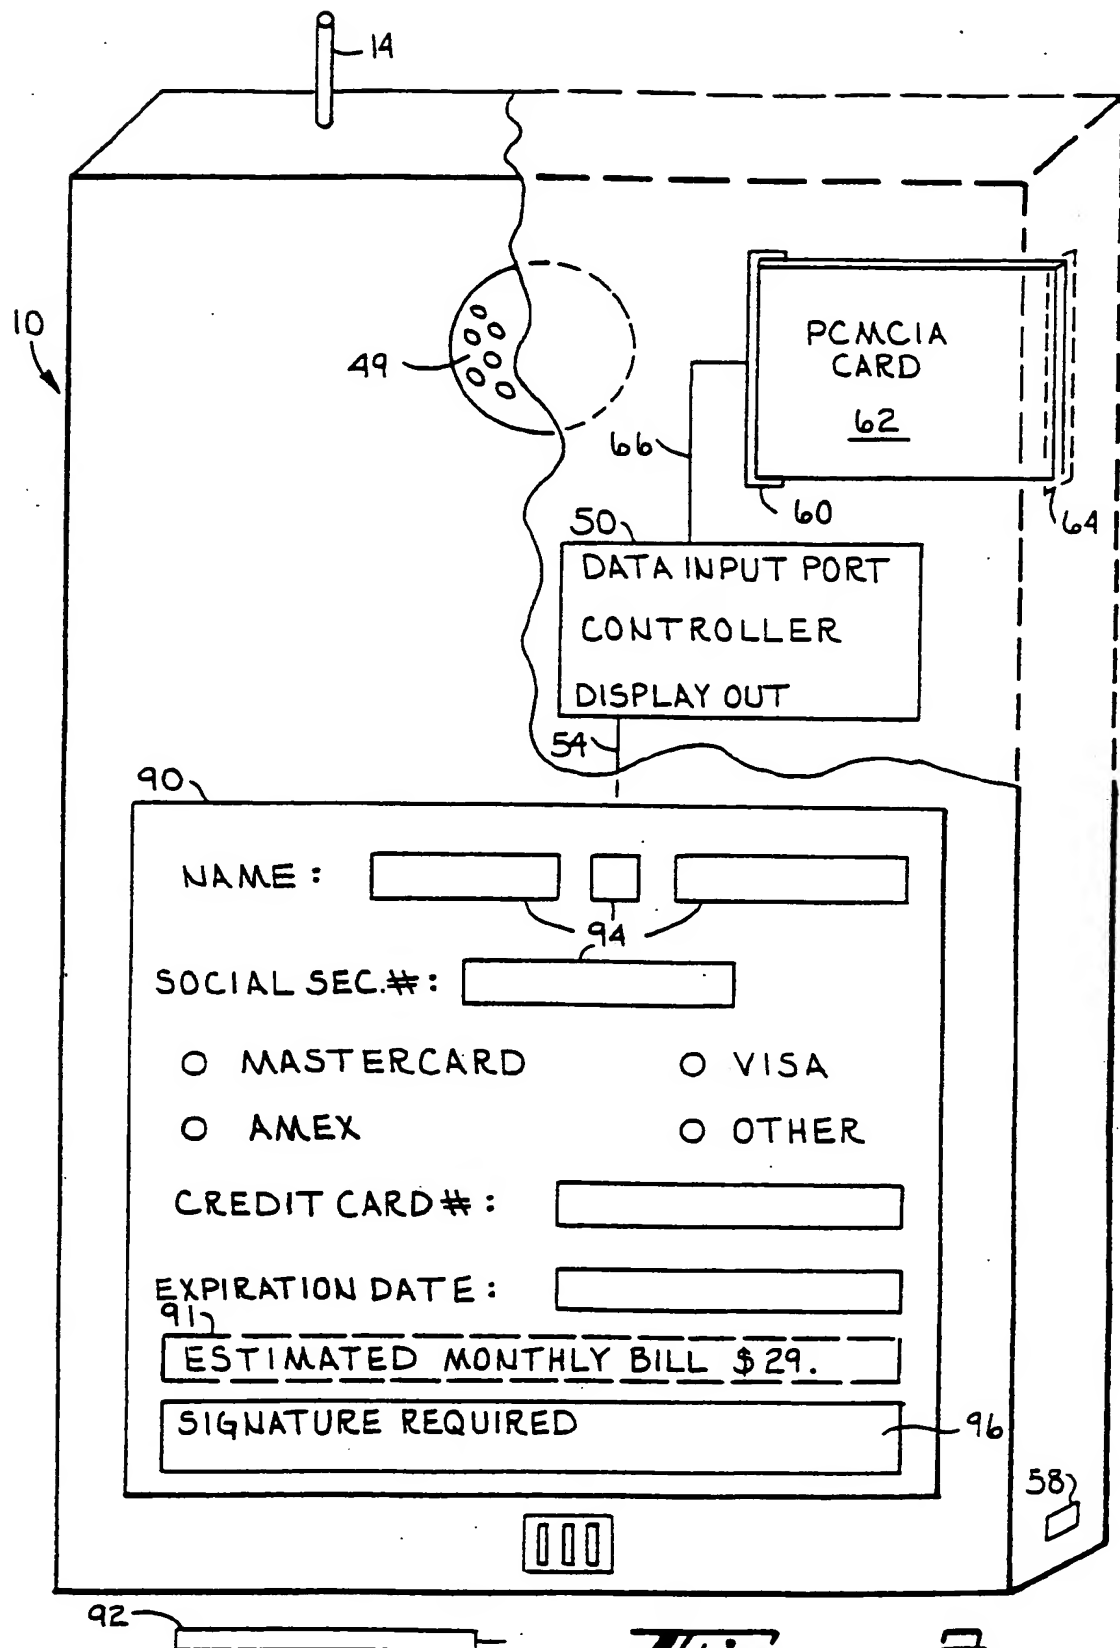 14
10
49
PCMCIA
CARD
62
66
60
64
50
DATA INPUT PORT
CONTROLLER
DISPLAY OUT
54
90
NAME :
94
SOCIAL SEC.#:
O MASTERCARD O VISA
O AMEX O OTHER
CREDIT CARD #:
EXPIRATION DATE:
91
ESTIMATED MONTHLY BILL $29.
SIGNATURE REQUIRED
96
58
92